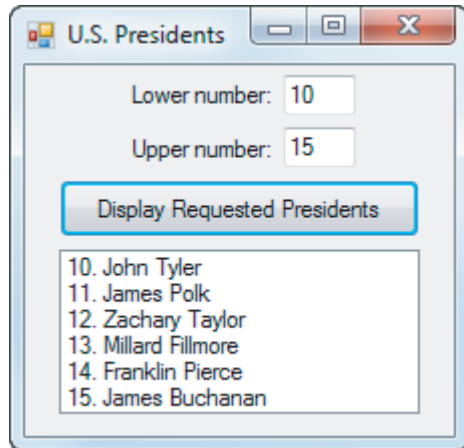 U.S. Presidents
Lower number: 10
Upper number: 15
Display Requested Presidents
10. John Tyler
11. James Polk
12. Zachary Taylor
13. Millard Fillmore
14. Franklin Pierce
15. James Buchanan